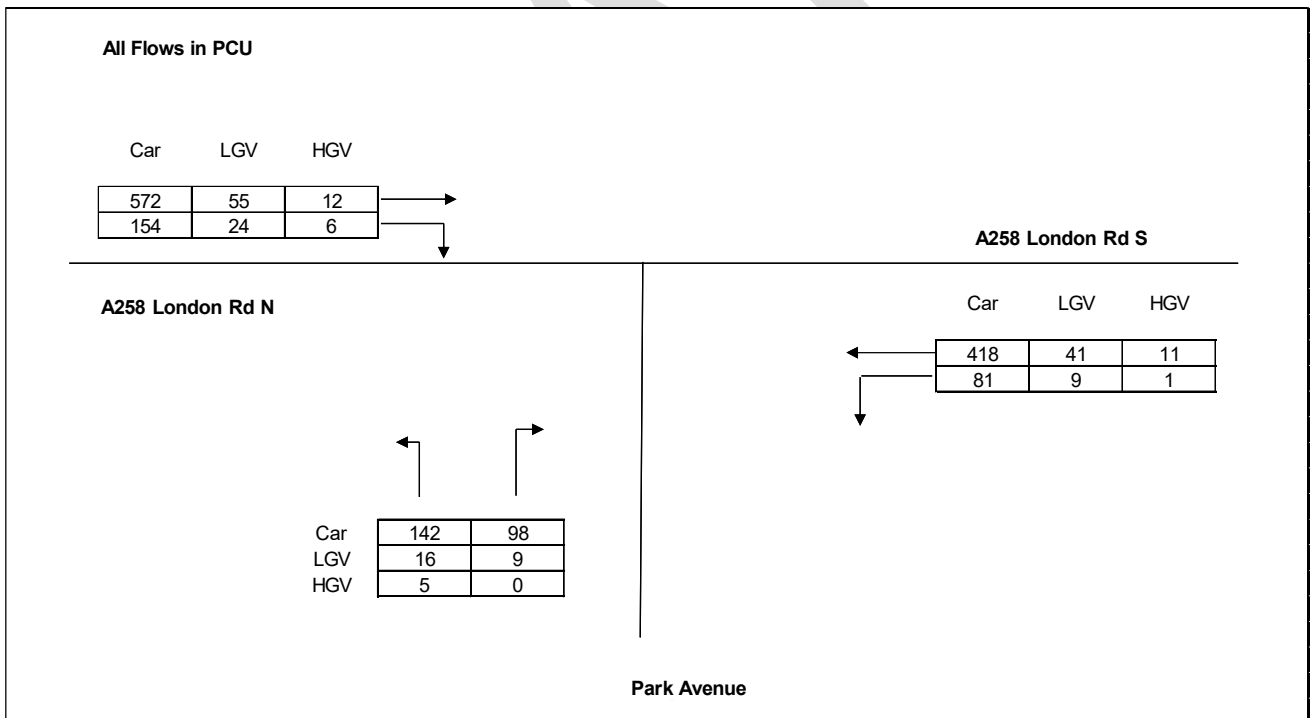 All Flows in PCU
Car LGV HGV
572 55 12
154 24 6
A258 London Rd S
A258 London Rd N
Car LGV HGV
418 41 11
81 9 1
Car 142 98
LGV 16 9
HGV 5 0
Park Avenue